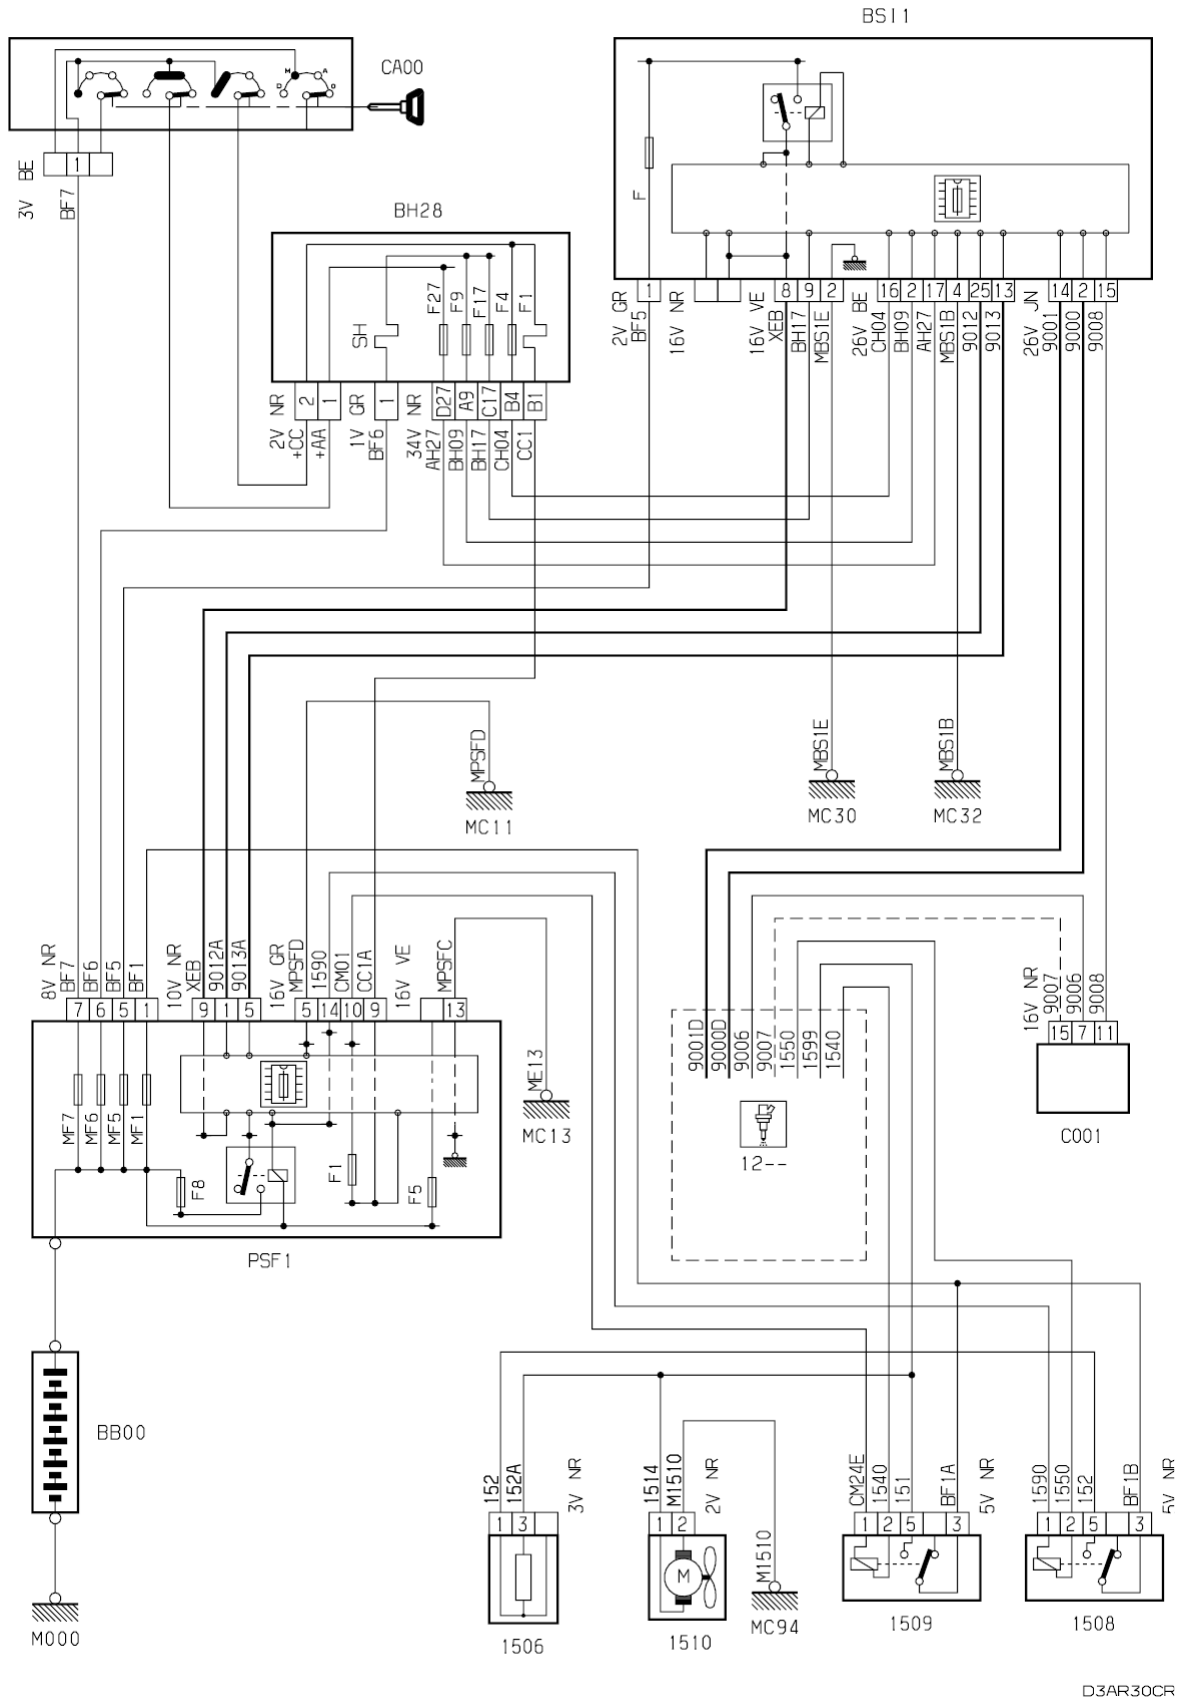 BSI1
CA00
M
A
D
0
3V BE
1
BF7
F
BH28
SH
F27
F9
F17
F4
F1
2V NR
2
1
+CC
+AA
1V GR
1
BF6
34V NR
D27
A9
C17
B4
B1
AH27
BH09
BH17
CH04
CC1
2V GR
1
BF5
16V NR
16V VE
8
9
2
XEB
BH17
MBS1E
26V BE
16
2
17
4
25
13
CH04
BH09
AH27
MBS1B
9012
9013
26V JN
14
2
15
9001
9000
9008
MPSFD
MC11
MBS1E
MC30
MBS1B
MC32
8V NR
BF7
BF6
BF5
BF1
7
6
5
1
10V NR
XEB
9012A
9013A
9
1
5
16V GR
MPSFD
1590
CM01
CC1A
5
14
10
9
16V VE
MPSFC
13
MF7
MF6
MF5
MF1
F8
F1
F5
PSF1
ME13
MC13
9001D
9000D
9006
9007
1550
1599
1540
12--
16V NR
9007
9006
9008
15
7
11
C001
BB00
M000
152
152A
3V NR
1
3
1506
1514
M1510
2V NR
1
2
M
1510
M1510
MC94
CM24E
1540
151
BF1A
5V NR
1
2
5
3
1509
1590
1550
152
BF1B
5V NR
1
2
5
3
1508
D3AR30CR